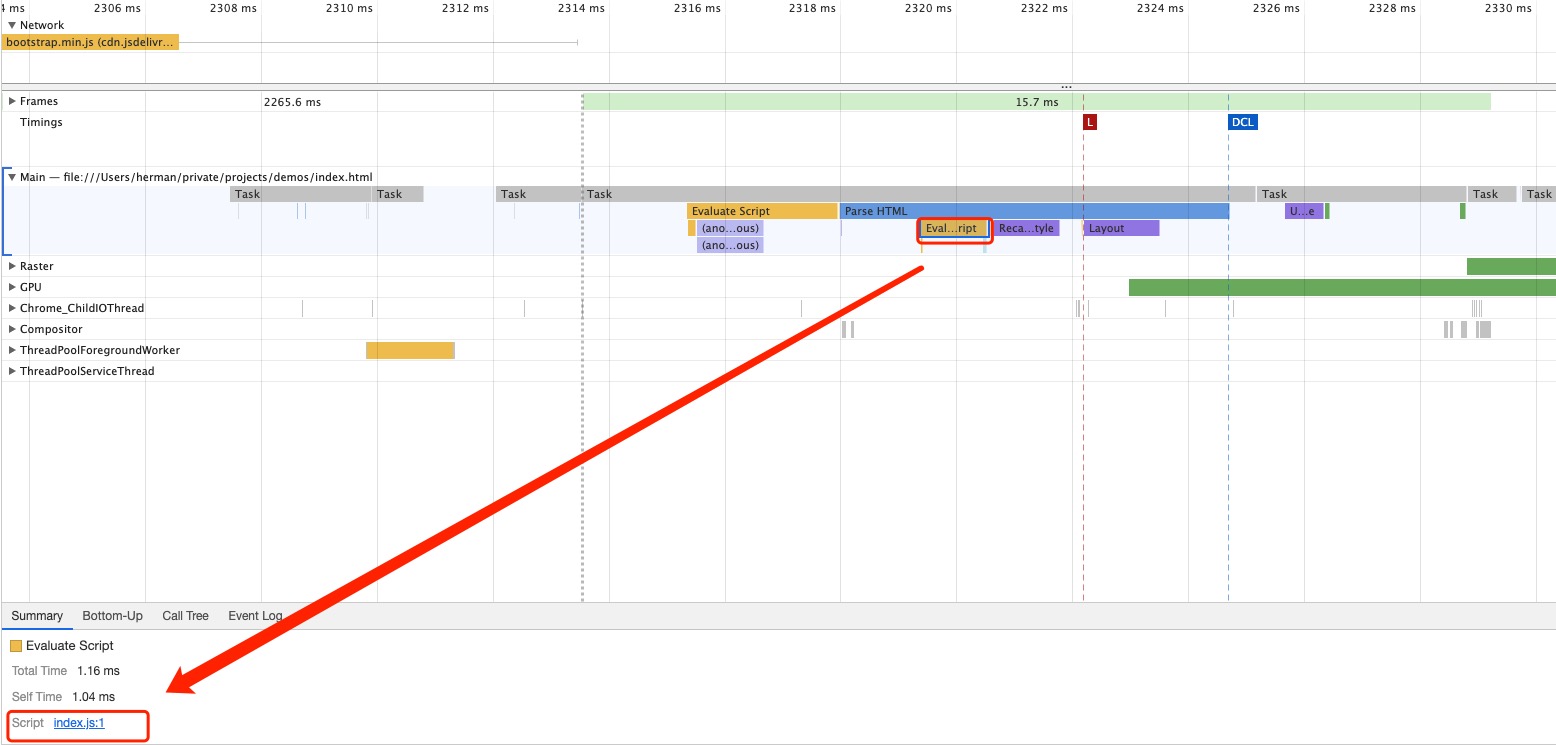 4 ms 2306 ms 2308 ms 2310 ms 2312 ms 2314 ms 2316 ms 2318 ms 2320 ms 2322 ms 2324 ms 2326 ms 2328 ms 2330 ms
Network
bootstrap.min.js (cdn.jsdelivr...
...
Frames 2265.6 ms 15.7 ms
Timings L DCL
Main — file:///Users/herman/private/projects/demos/index.html
Task Task Task Task Task Task Task
Evaluate Script Parse HTML U...e
(ano...ous) Eval...ript Reca...tyle Layout
(ano...ous)
Raster
GPU
Chrome_ChildIOThread
Compositor
ThreadPoolForegroundWorker
ThreadPoolServiceThread
Summary Bottom-Up Call Tree Event Log
Evaluate Script
Total Time 1.16 ms
Self Time 1.04 ms
Script index.js:1